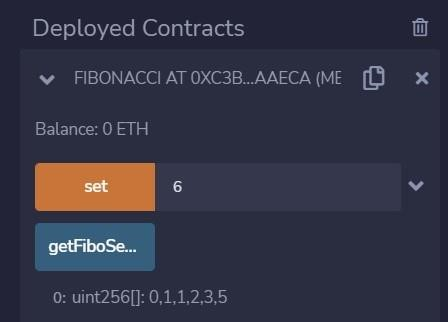 Deployed Contracts
FIBONACCI AT 0XC3B...AAECA (ME
Balance: 0 ETH
set 6
getFiboSe...
0: uint256[]: 0,1,1,2,3,5